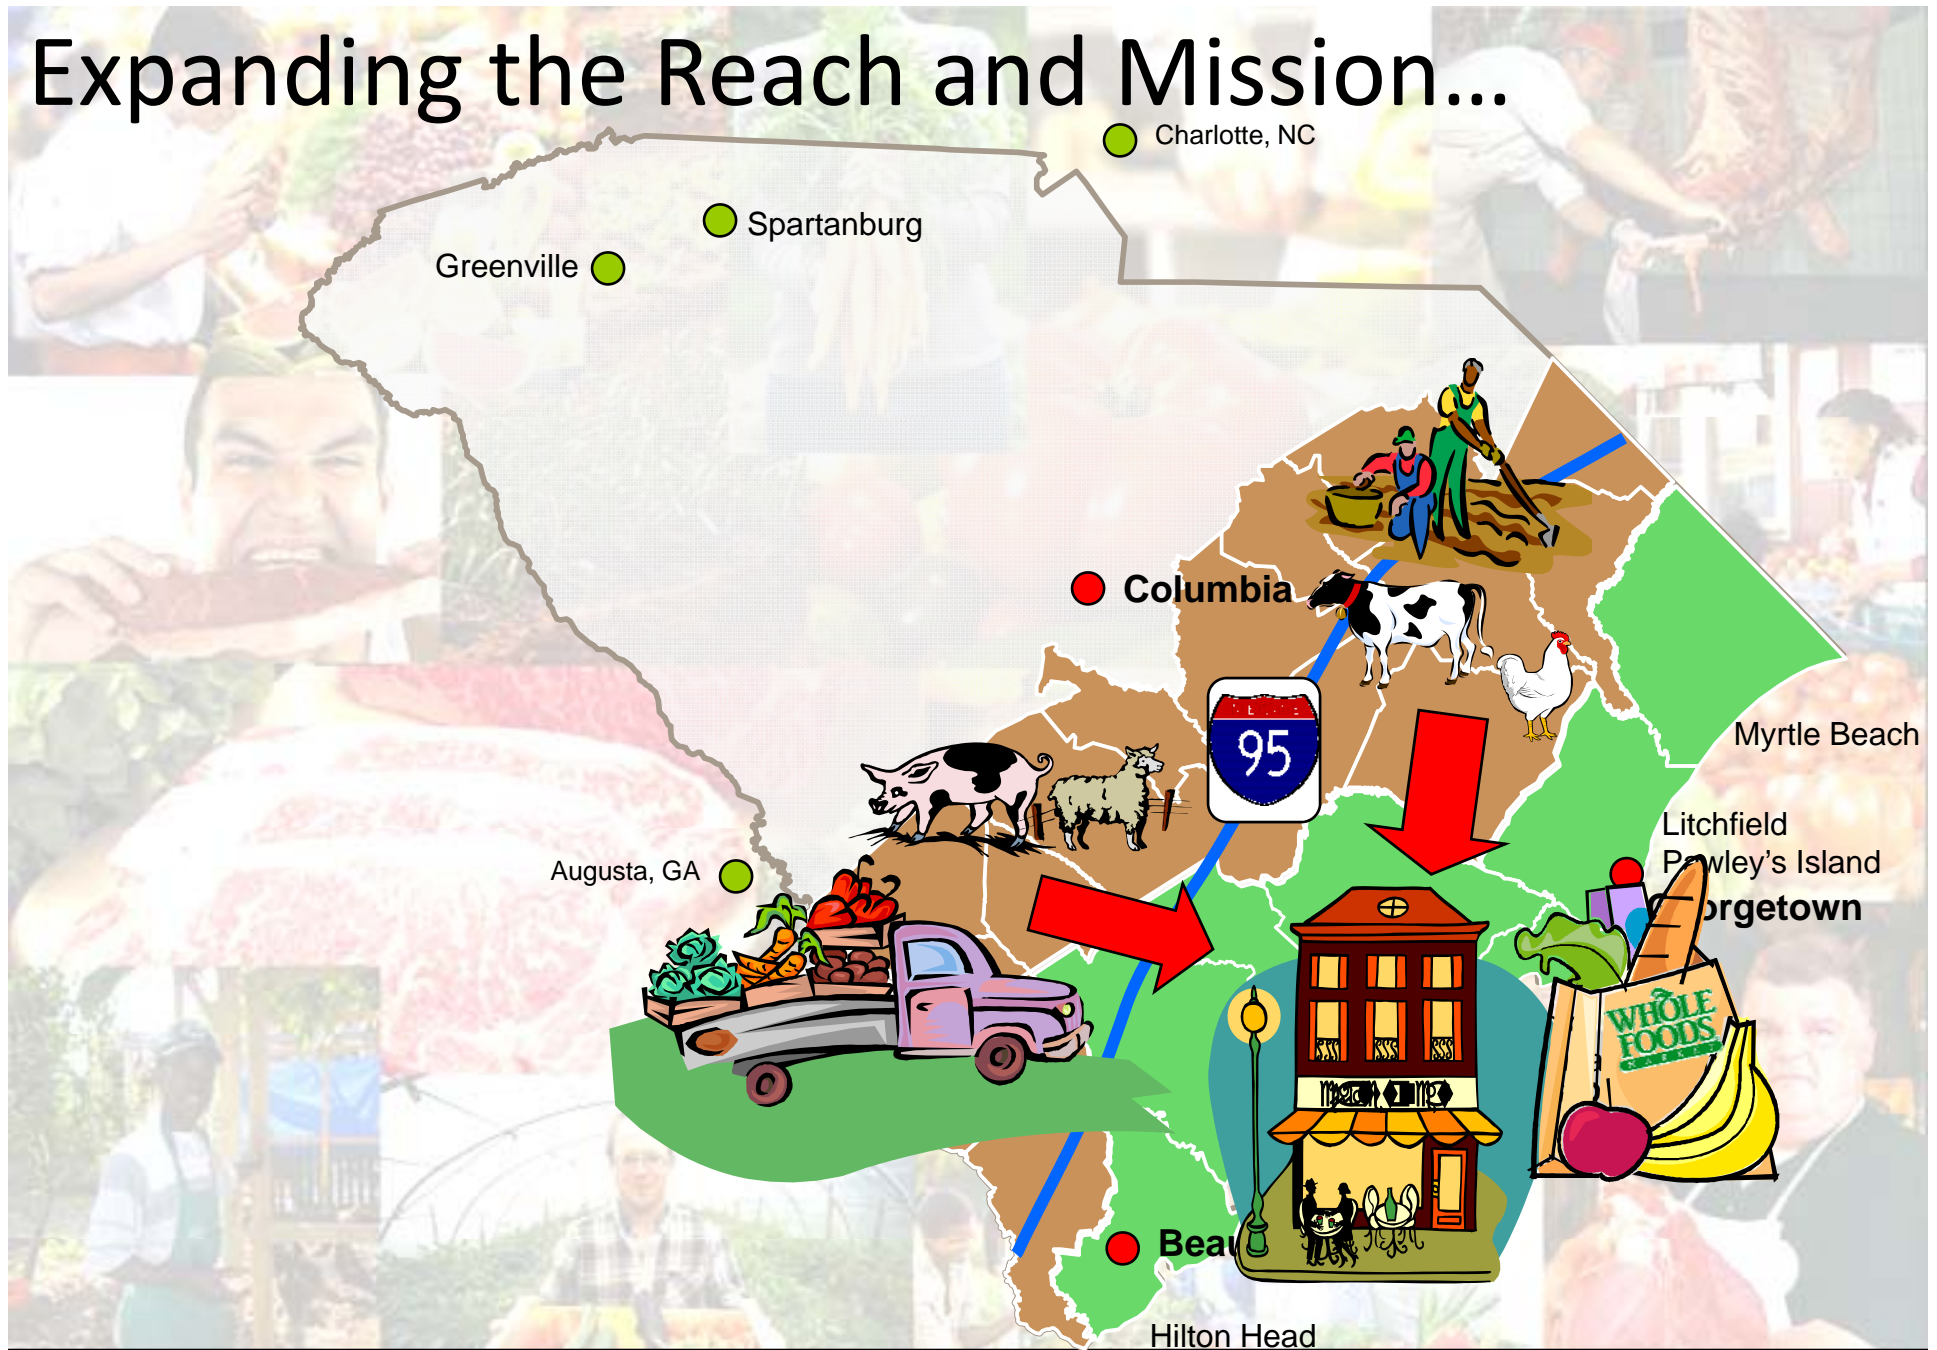 Expanding the Reach and Mission…
Charlotte, NC
Spartanburg
Greenville
Columbia
95
Myrtle Beach
Litchfield
Augusta, GA
Island
WHOLE
FOODS
MARKET
Hilton Head